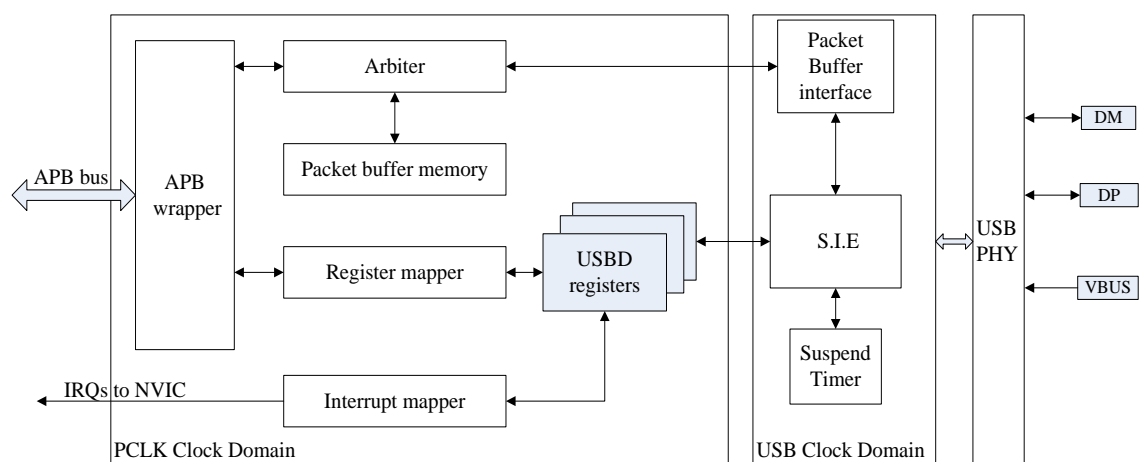 Arbiter
Packet
Buffer
interface
DM
Packet buffer memory
APB bus
APB
wrapper
DP
S.I.E
USB
PHY
USBD
registers
Register mapper
VBUS
Suspend
Timer
IRQs to NVIC
Interrupt mapper
PCLK Clock Domain
USB Clock Domain